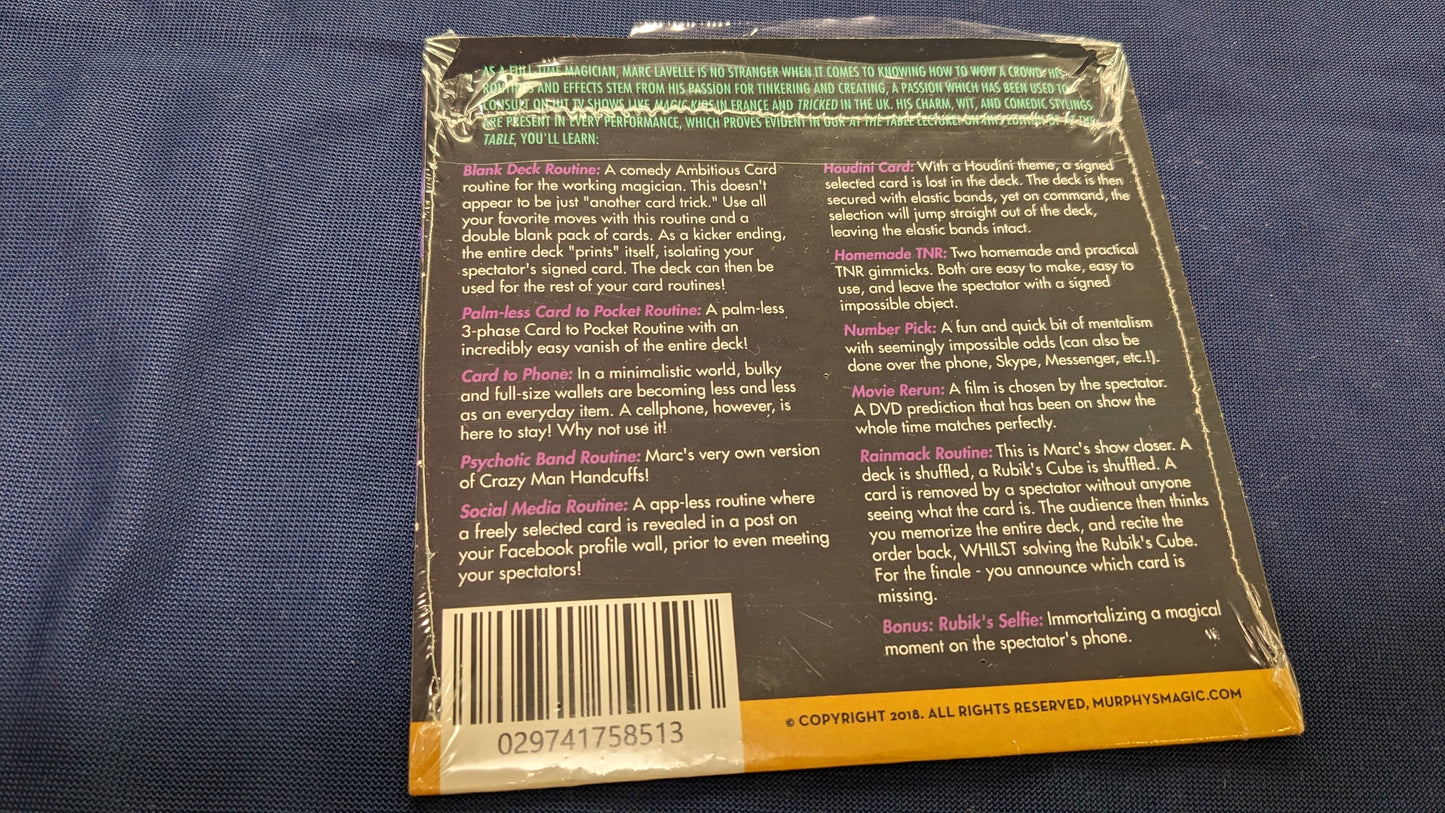 AS A FULL-TIME MAGICIAN, MARC LAVELLE IS NO STRANGER WHEN IT COMES TO KNOWING HOW TO WOW A CROWD. HIS
ROUTINES AND EFFECTS STEM FROM HIS PASSION FOR TINKERING AND CREATING, A PASSION WHICH HAS BEEN USED TO
CONSULT ON HIT TV SHOWS LIKE MAGIC KIDS IN FRANCE AND TRICKED IN THE UK. HIS CHARM, WIT, AND COMEDIC STYLINGS
ARE PRESENT IN EVERY PERFORMANCE, WHICH PROVES EVIDENT IN OUR AT THE TABLE LECTURE! ON THIS EDITION OF AT THE
TABLE, YOU'LL LEARN:
Blank Deck Routine: A comedy Ambitious Card
routine for the working magician. This doesn't
appear to be just "another card trick." Use all
your favorite moves with this routine and a
double blank pack of cards. As a kicker ending,
the entire deck "prints" itself, isolating your
spectator's signed card. The deck can then be
used for the rest of your card routines!
Palm-less Card to Pocket Routine: A palm-less
3-phase Card to Pocket Routine with an
incredibly easy vanish of the entire deck!
Card to Phone: In a minimalistic world, bulky
and full-size wallets are becoming less and less
as an everyday item. A cellphone, however, is
here to stay! Why not use it!
Psychotic Band Routine: Marc's very own version
of Crazy Man Handcuffs!
Social Media Routine: A app-less routine where
a freely selected card is revealed in a post on
your Facebook profile wall, prior to even meeting
your spectators!
Houdini Card: With a Houdini theme, a signed
selected card is lost in the deck. The deck is then
secured with elastic bands, yet on command, the
selection will jump straight out of the deck,
leaving the elastic bands intact.
Homemade TNR: Two homemade and practical
TNR gimmicks. Both are easy to make, easy to
use, and leave the spectator with a signed
impossible object.
Number Pick: A fun and quick bit of mentalism
with seemingly impossible odds (can also be
done over the phone, Skype, Messenger, etc.!).
Movie Rerun: A film is chosen by the spectator.
A DVD prediction that has been on show the
whole time matches perfectly.
Rainmack Routine: This is Marc's show closer. A
deck is shuffled, a Rubik's Cube is shuffled. A
card is removed by a spectator without anyone
seeing what the card is. The audience then thinks
you memorize the entire deck, and recite the
order back, WHILST solving the Rubik's Cube.
For the finale - you announce which card is
missing.
Bonus: Rubik's Selfie: Immortalizing a magical
moment on the spectator's phone.
029741758513
© COPYRIGHT 2018. ALL RIGHTS RESERVED, MURPHYSMAGIC.COM